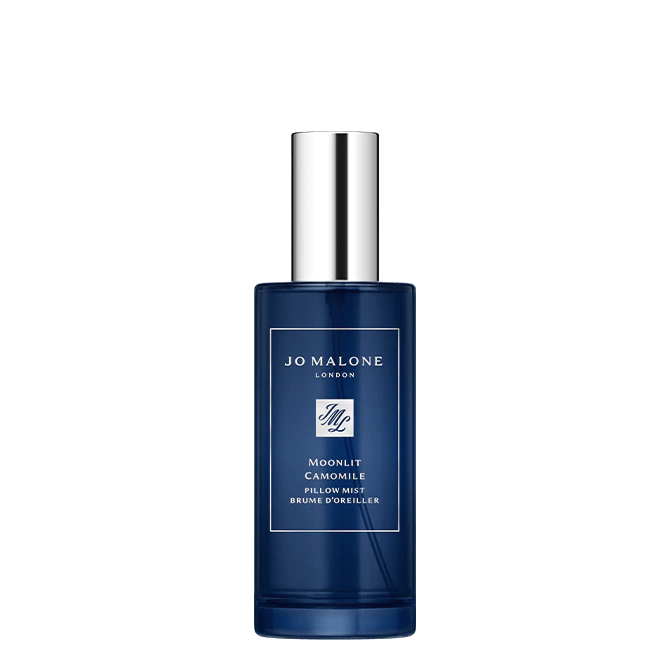 JO MALONE
LONDON
JML
MOONLIT
CAMOMILE
PILLOW MIST
BRUME D'OREILLER